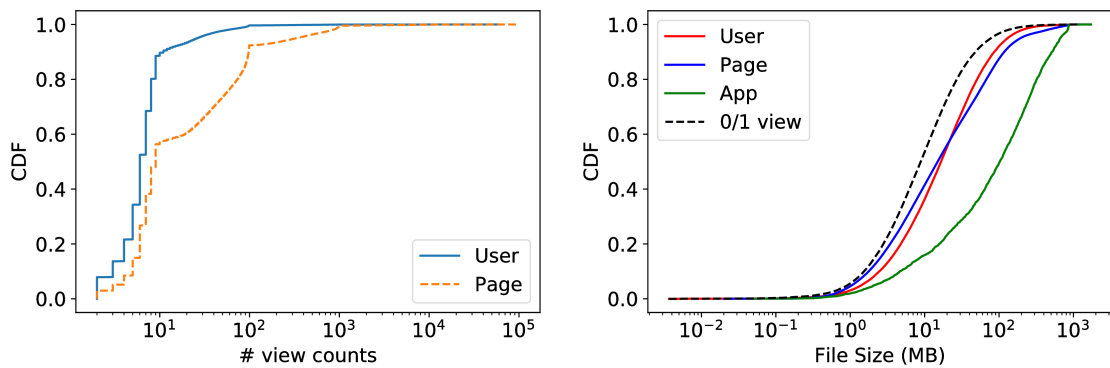 1.0
0.8
0.6
0.4
0.2
0.0
CDF
10¹
10²
10³
10⁴
10⁵
# view counts
User
Page
1.0
0.8
0.6
0.4
0.2
0.0
CDF
10⁻²
10⁻¹
10⁰
10¹
10²
10³
File Size (MB)
User
Page
App
0/1 view